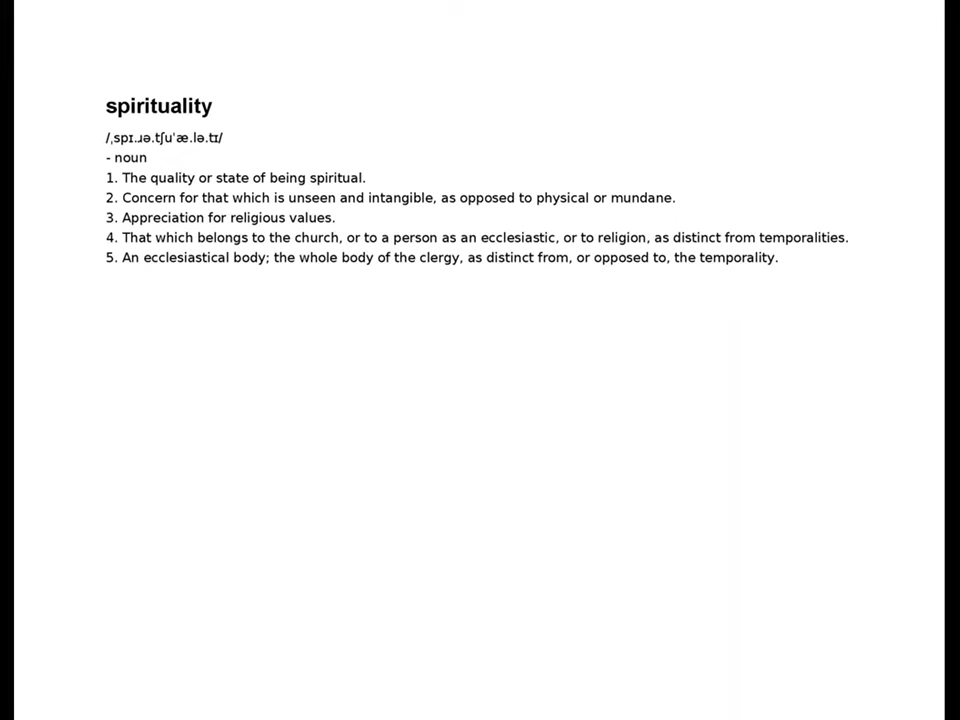 spirituality
/ˌspɪ.ɹə.tʃuˈæ.lə.tɪ/
- noun
1. The quality or state of being spiritual.
2. Concern for that which is unseen and intangible, as opposed to physical or mundane.
3. Appreciation for religious values.
4. That which belongs to the church, or to a person as an ecclesiastic, or to religion, as distinct from temporalities.
5. An ecclesiastical body; the whole body of the clergy, as distinct from, or opposed to, the temporality.